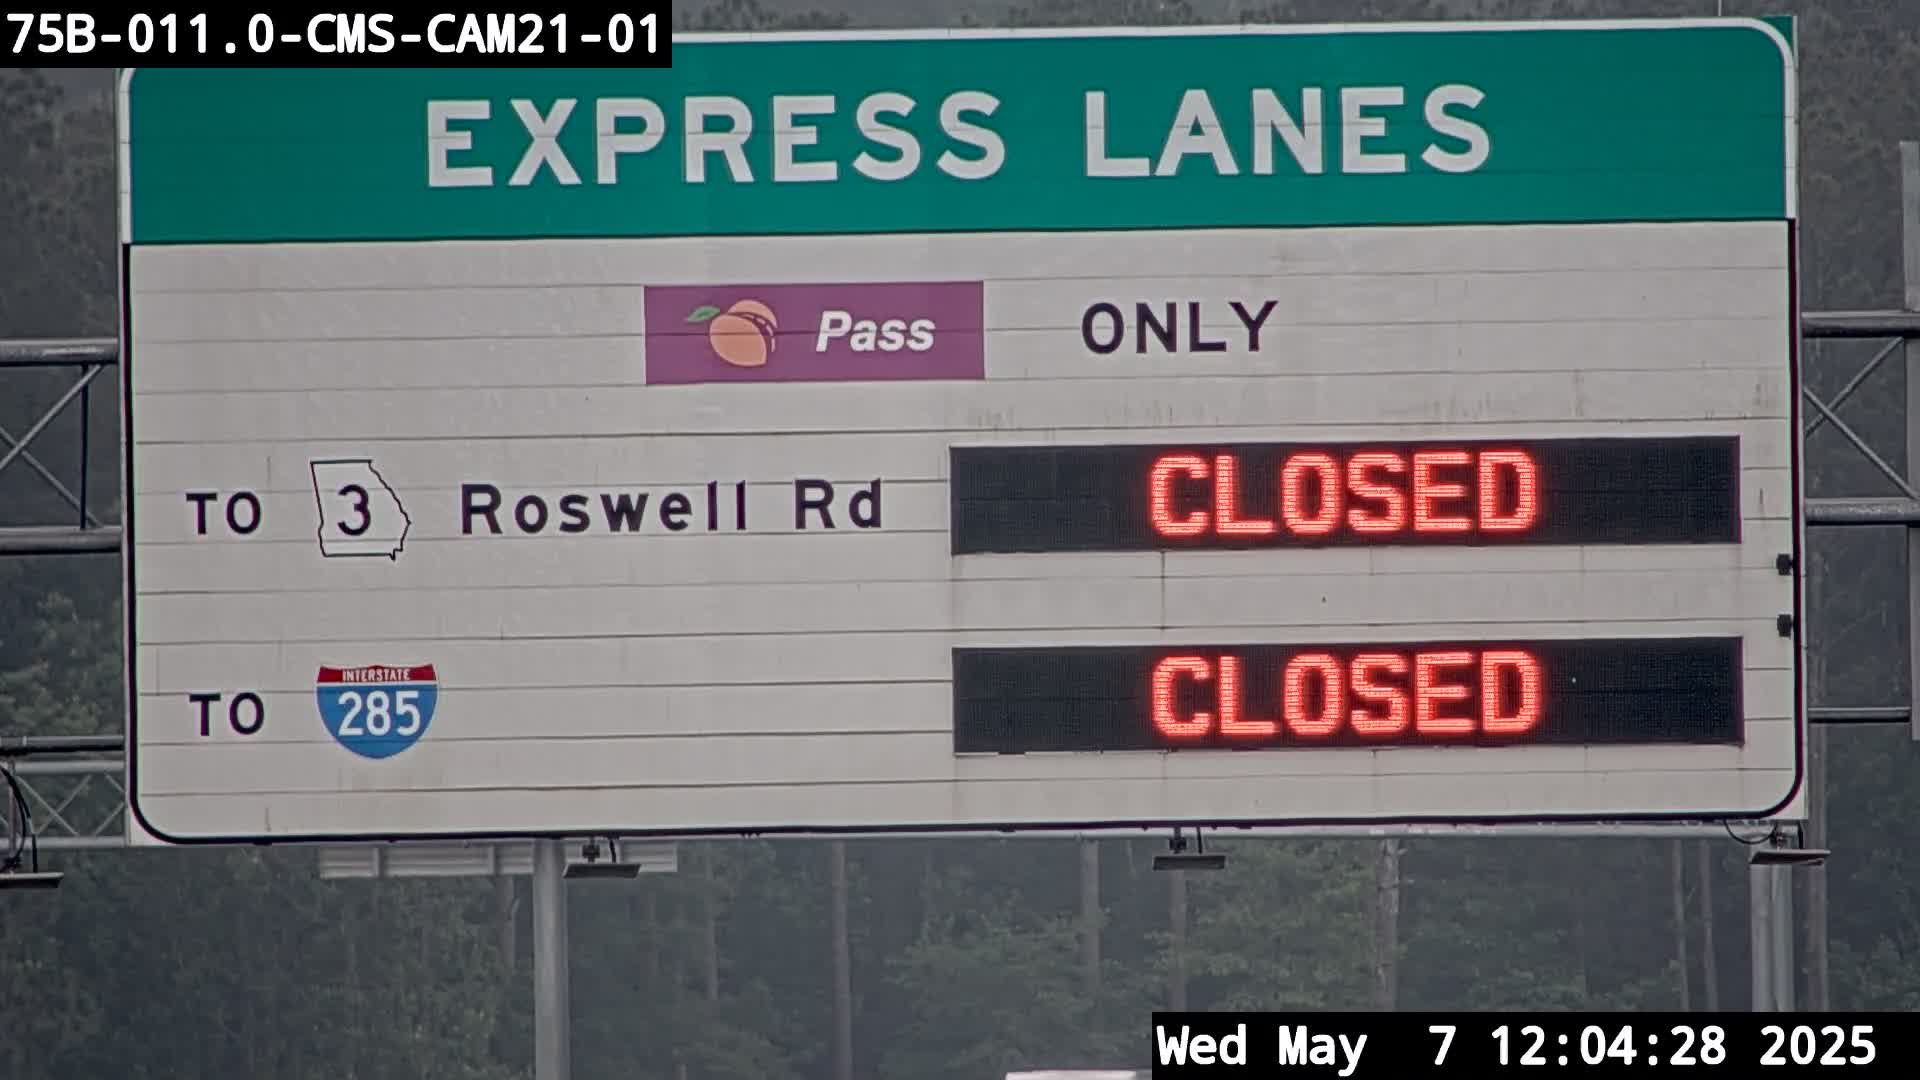 75B-011.0-CMS-CAM21-01
EXPRESS LANES
Pass ONLY
TO 3 Roswell Rd CLOSED
INTERSTATE
TO 285 CLOSED
Wed May 7 12:04:28 2025